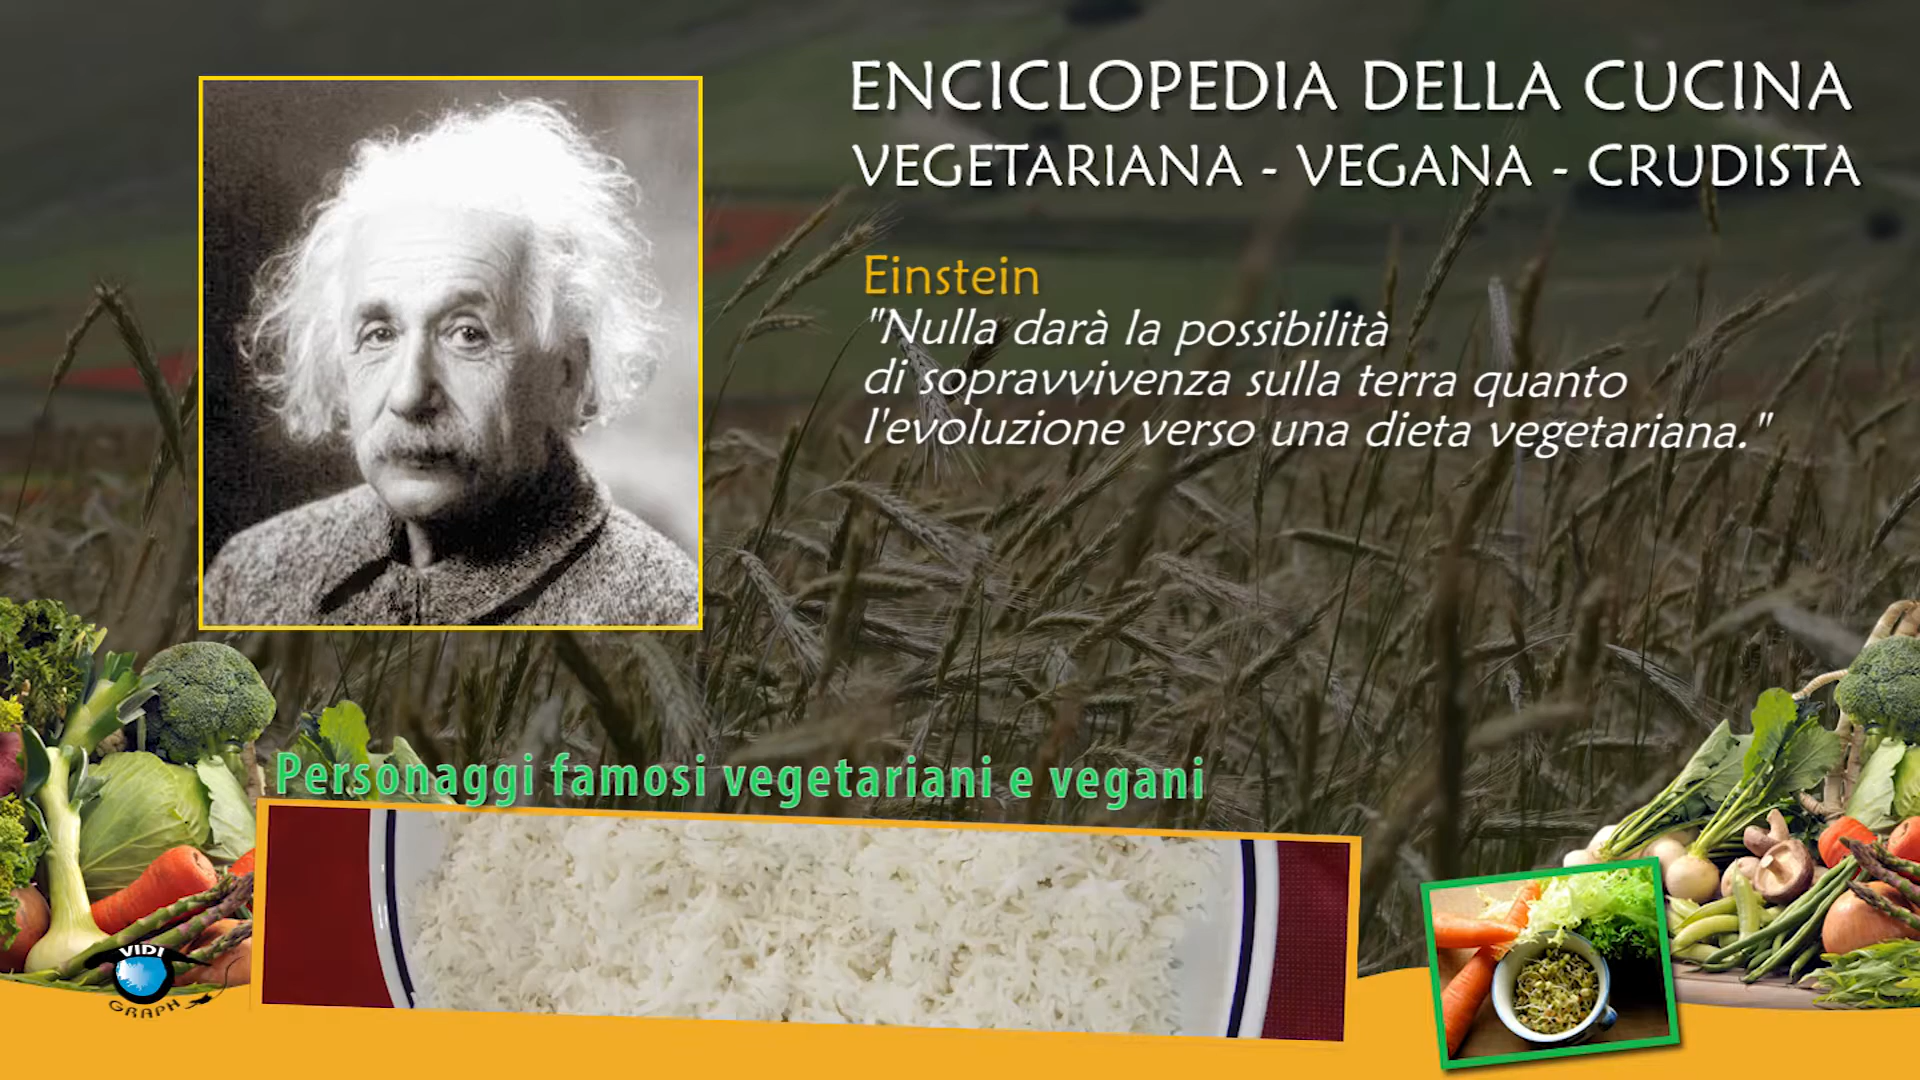 ENCICLOPEDIA DELLA CUCINA
VEGETARIANA - VEGANA - CRUDISTA
Einstein
"Nulla darà la possibilità
di sopravvivenza sulla terra quanto
l'evoluzione verso una dieta vegetariana."
Personaggi famosi vegetariani e vegani
VIDI
GRAPH